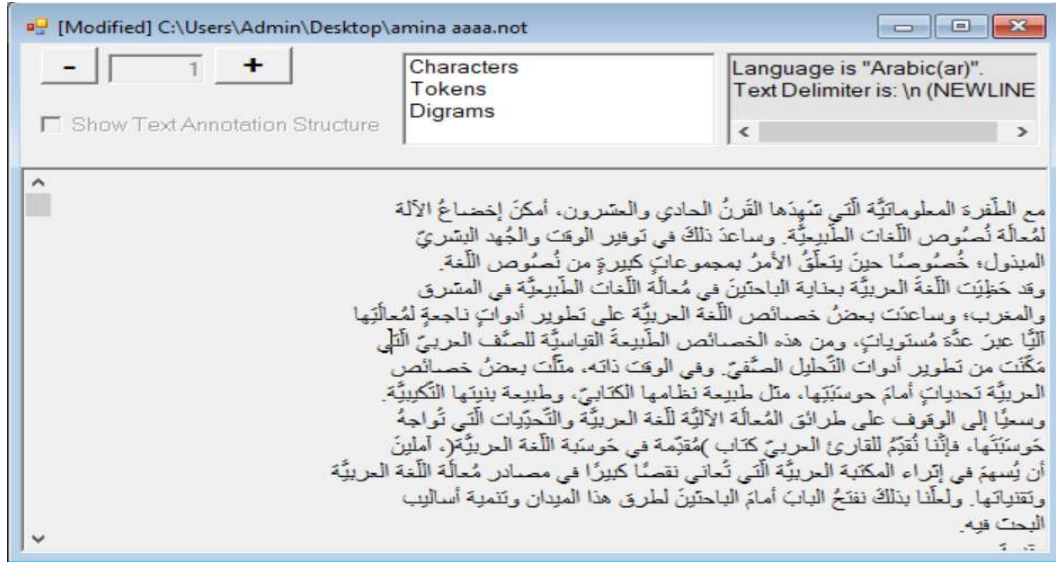 [Modified] C:\Users\Admin\Desktop\amina aaaa.not
- 1 +
Show Text Annotation Structure
Characters
Tokens
Digrams
Language is "Arabic(ar)".
Text Delimiter is: \n (NEWLINE
مع الطّفرة المعلوماتيَّة الَّتي شَهِدَها القَرنُ الحادي والعشرون، أمكنَ إخضاعُ الآلة
لمُعالَة نُصُوص اللّغات الطَّبيعيَّة. وساعدَ ذلكَ في توفير الوقت والجُهد البشريّ
المبذول؛ خُصُوصًا حينَ يتعلَّقُ الأمرُ بمجموعاتٍ كبيرةٍ من نُصُوص اللّغة.
وقد حَظِيَت اللّغةَ العربيَّة بعناية الباحثينَ في مُعالَة اللّغات الطَّبيعيَّة في المشرق
والمغرب؛ وساعدَت بعضُ خصائص اللّغة العربيَّة على تطوير أدواتٍ ناجعةٍ لمُعالَتِها
آليًّا عبرَ عدَّة مُستوياتٍ، ومن هذه الخصائص الطَّبيعةَ القياسيَّة للصَّنف العربيّ الَّتي
مَكَّنَت من تطوير أدوات التَّحليل الصَّنفيّ. وفي الوقت ذاته، مثَّلَت بعضُ خصائص
العربيَّة تحدياتٍ أمامَ حوسَبَتِها، مثل طبيعة نظامها الكتابيّ، وطبيعة بنيتها التَّكيبيَّة.
وسعيًا إلى الوقوف على طرائق المُعالَة الآليَّة للّغة العربيَّة والتَّحدِّيات الَّتي تُواجهُ
حَوسَبَتَها، فإنَّنا نُقدِّمُ للقارئ العربيّ كتاب )مُقدِّمة في حَوسَبة اللّغة العربيَّة(، آملينَ
أن يُسهمَ في إثراء المكتبة العربيَّة الَّتي تُعاني نقصًا كبيرًا في مصادر مُعالَة اللّغة العربيَّة
وتقنياتها. ولعلَّنا بذلكَ نفتحُ البابَ أمامَ الباحثينَ لطرق هذا الميدان وتنمية أساليب
البحث فيه.